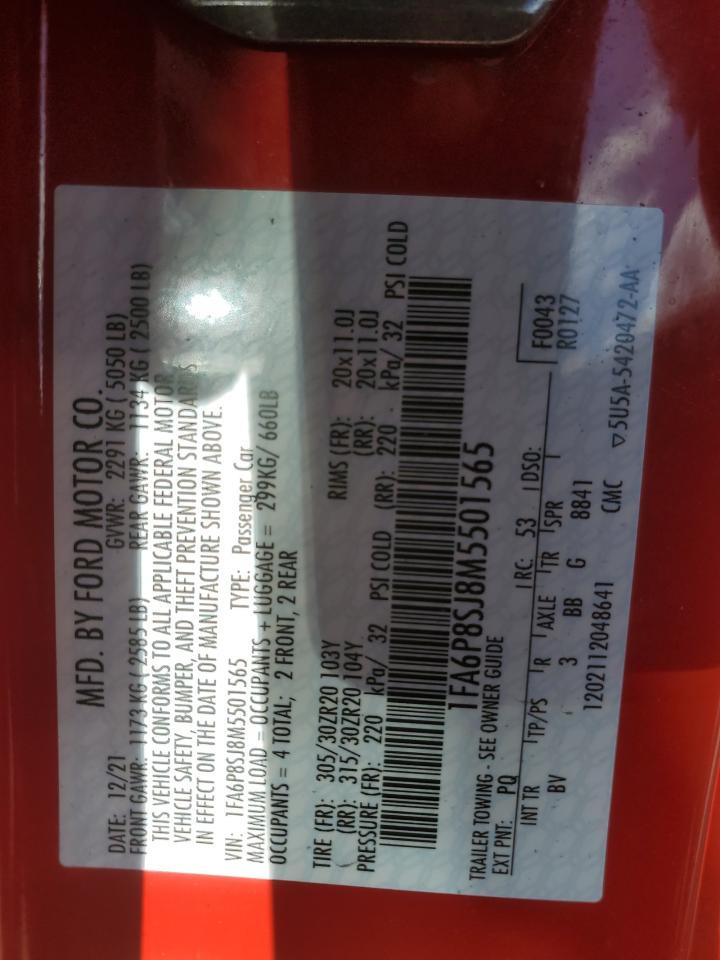 MFD. BY FORD MOTOR CO.
DATE: 12/21 GVWR: 2291 KG ( 5050 LB)
FRONT GAWR: 1173 KG ( 2585 LB) REAR GAWR: 1134 KG ( 2500 LB)
THIS VEHICLE CONFORMS TO ALL APPLICABLE FEDERAL MOTOR
VEHICLE SAFETY, BUMPER, AND THEFT PREVENTION STANDARDS
IN EFFECT ON THE DATE OF MANUFACTURE SHOWN ABOVE.
VIN: 1FA6P8SJ8M5501565 TYPE: Passenger Car
MAXIMUM LOAD = OCCUPANTS + LUGGAGE = 299KG/ 660LB
OCCUPANTS = 4 TOTAL; 2 FRONT, 2 REAR
TIRE (FR): 305/30ZR20 103Y RIMS (FR): 20x11.0J
(RR): 315/30ZR20 104Y (RR): 20x11.0J
PRESSURE (FR): 220 kPa/ 32 PSI COLD (RR): 220 kPa/ 32 PSI COLD
1FA6P8SJ8M5501565
TRAILER TOWING - SEE OWNER GUIDE
EXT PNT: PQ RC: 53 DSO: F0043
R0127
INT TR TP/PS R AXLE TR SPR
BV 3 BB G 8841
1202112048641 CMC ▽5U5A-5420472-AA